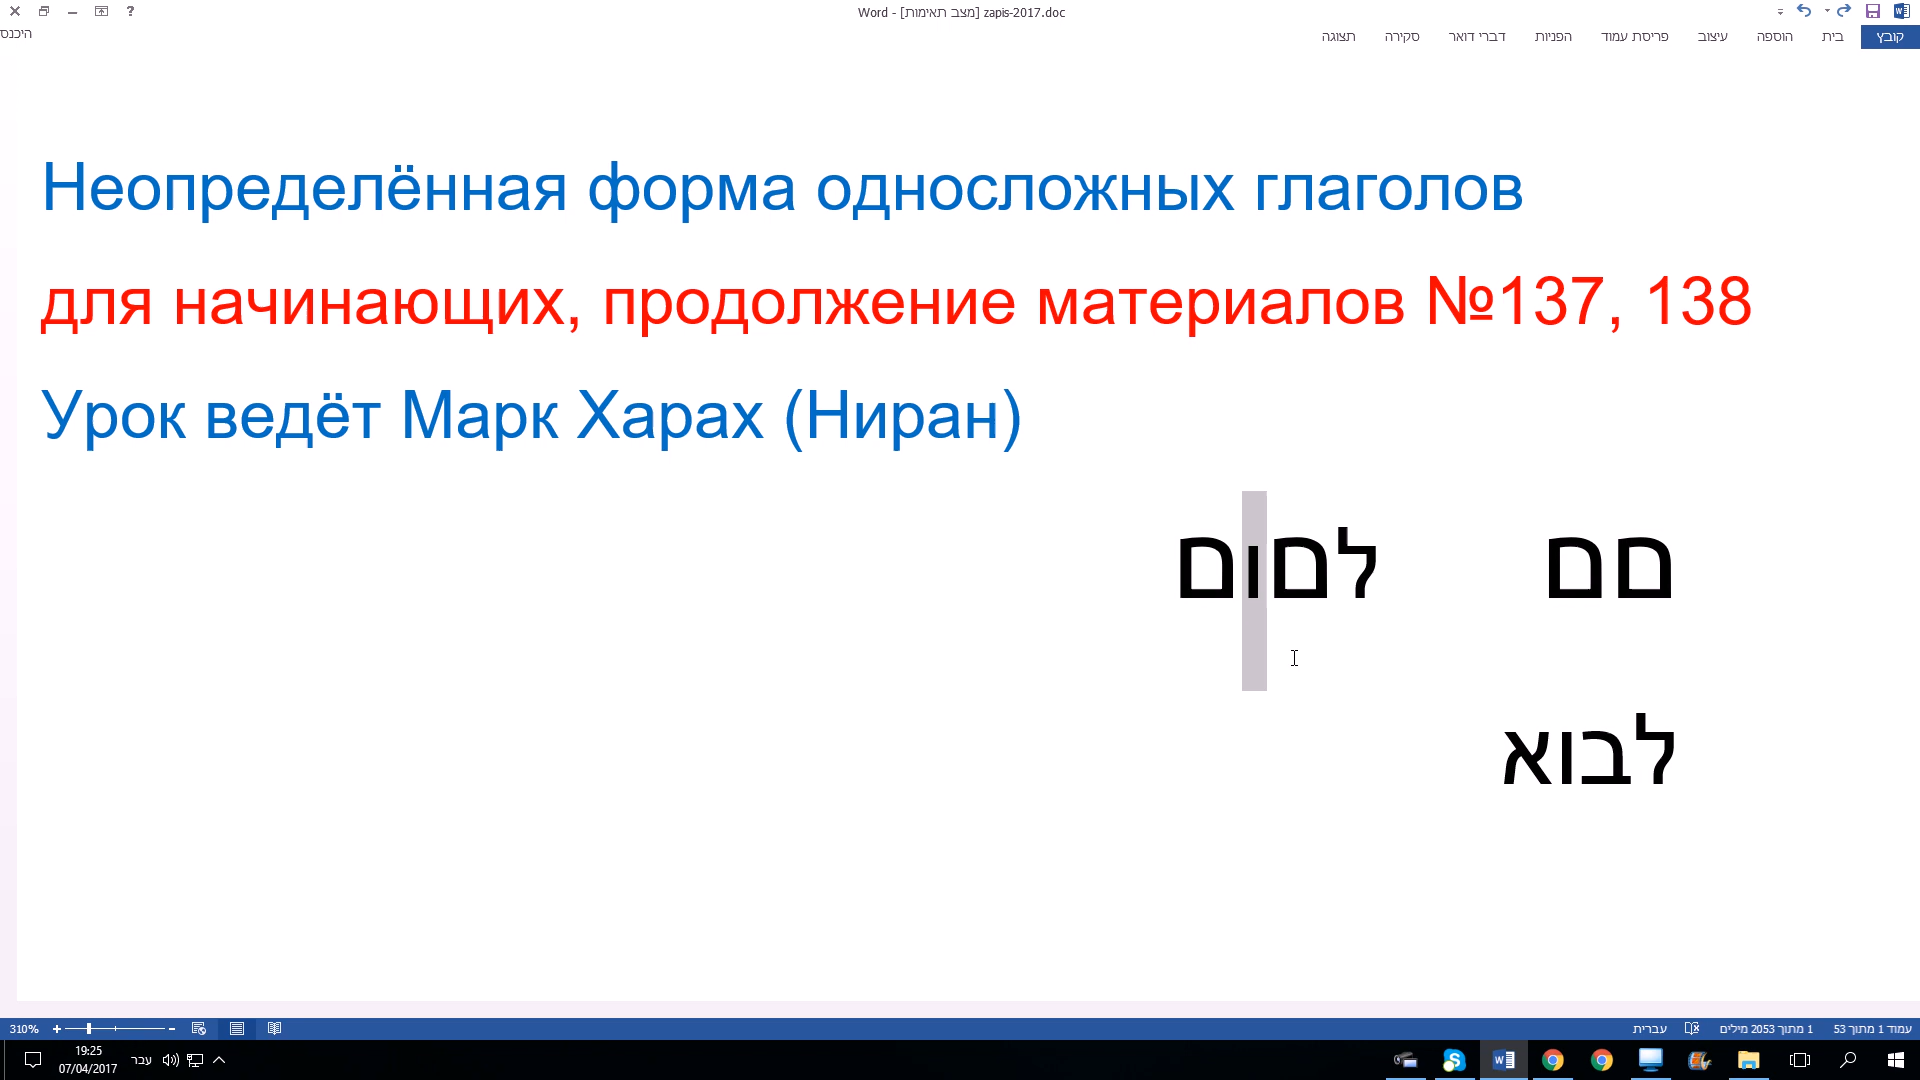 zapis-2017.doc [מצב תאימות] - Word
היכנס
קובץ בית הוספה עיצוב פריסת עמוד הפניות דברי דואר סקירה תצוגה
Неопределённая форма односложных глаголов
для начинающих, продолжение материалов №137, 138
Урок ведёт Марк Харах (Ниран)
םם לםוםם
לבוא
עמוד 1 מתוך 53 1 מתוך 2053 מילים עברית 310%
19:25 עבר
07/04/2017